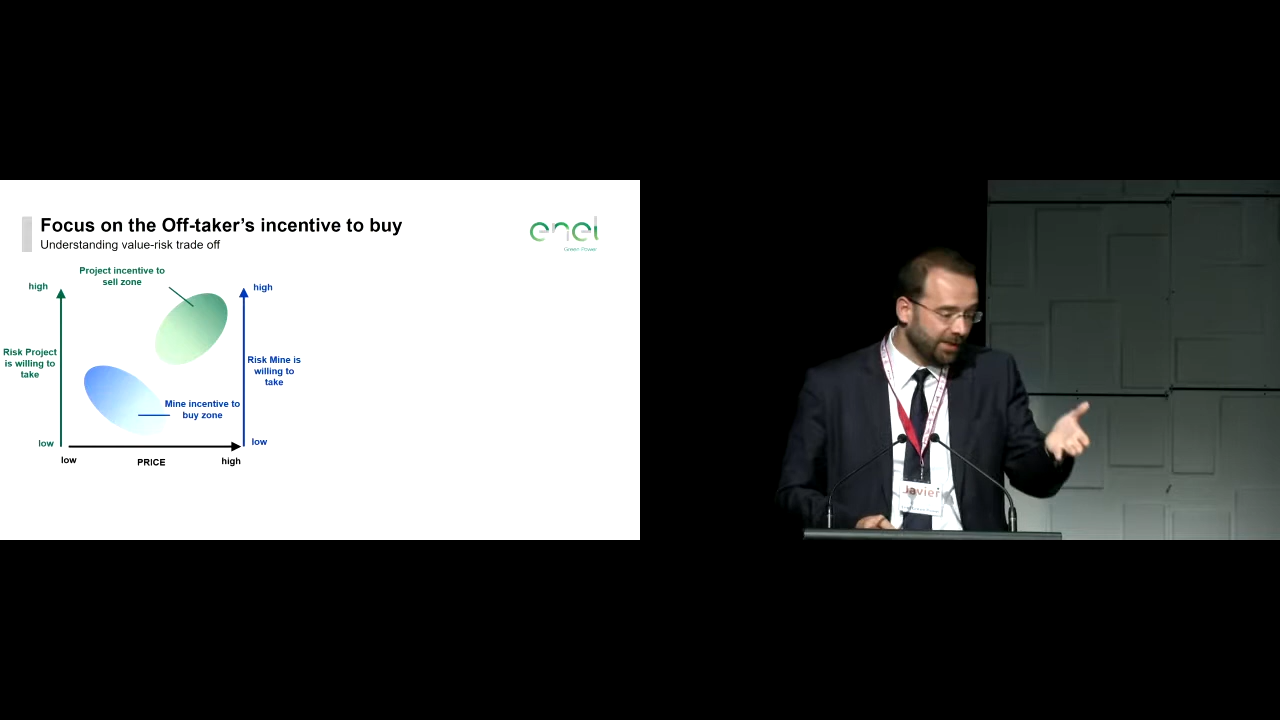 Focus on the Off-taker's incentive to buy
Understanding value-risk trade off
enel
Green Power
Project incentive to
sell zone
high
high
Risk Project
is willing to
take
Risk Mine is
willing to
take
Mine incentive to
buy zone
low
low
low
PRICE
high
Javier